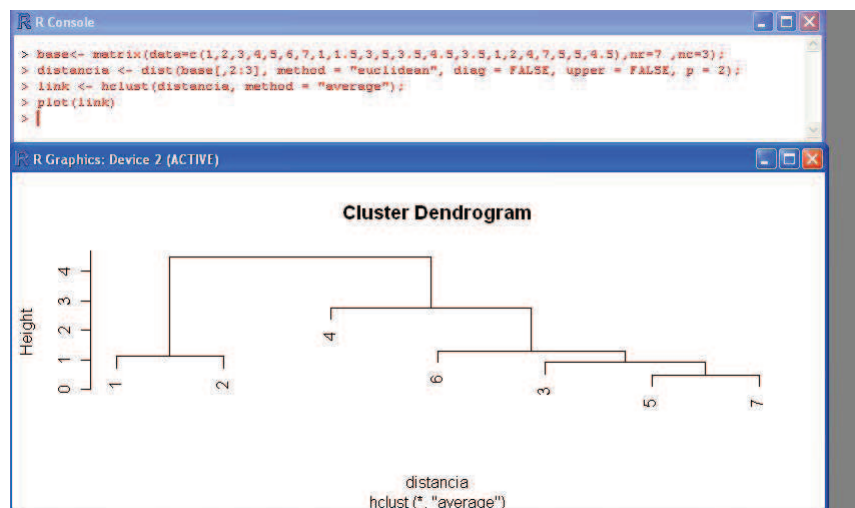 R Console
> base<- matrix(data=c(1,2,3,4,5,6,7,1,1.5,3,5,3.5,4.5,3.5,1,2,4,7,5,5,4.5),nr=7 ,nc=3);
> distancia <- dist(base[,2:3], method = "euclidean", diag = FALSE, upper = FALSE, p = 2);
> link <- hclust(distancia, method = "average");
> plot(link)
>
R Graphics: Device 2 (ACTIVE)
Cluster Dendrogram
Height
4
3
2
1
0
1
2
4
6
3
5
7
distancia
hclust (*, "average")